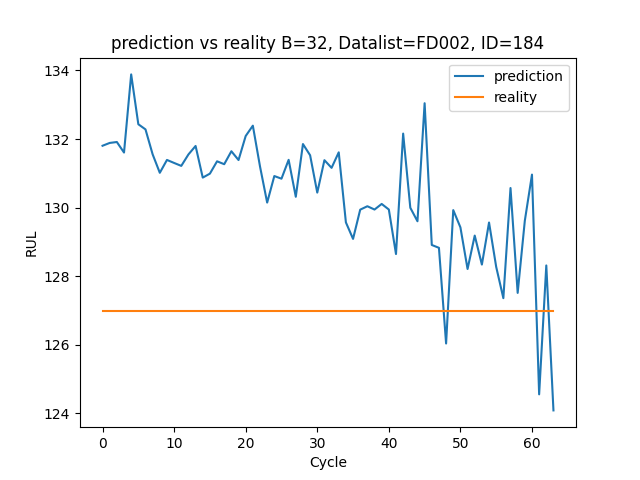 prediction vs reality B=32, Datalist=FD002, ID=184
prediction
reality
134
132
130
128
126
124
RUL
0 10 20 30 40 50 60
Cycle